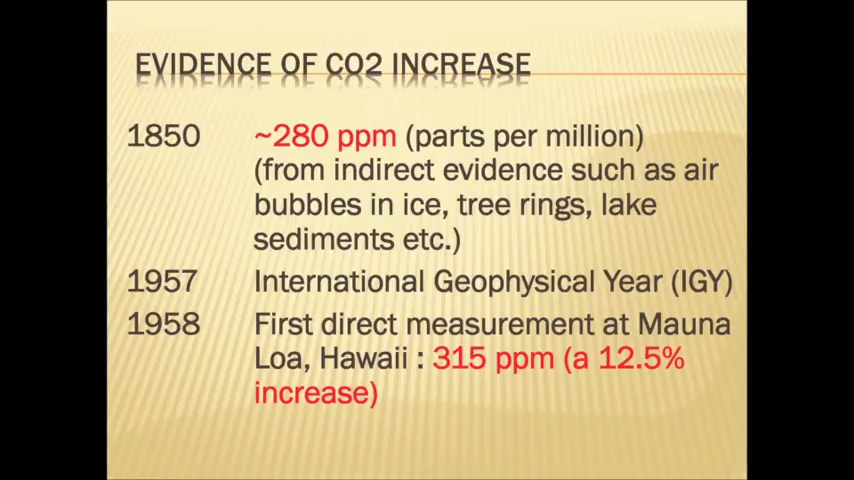 EVIDENCE OF CO2 INCREASE
1850 ~280 ppm (parts per million)
(from indirect evidence such as air
bubbles in ice, tree rings, lake
sediments etc.)
1957 International Geophysical Year (IGY)
1958 First direct measurement at Mauna
Loa, Hawaii : 315 ppm (a 12.5%
increase)